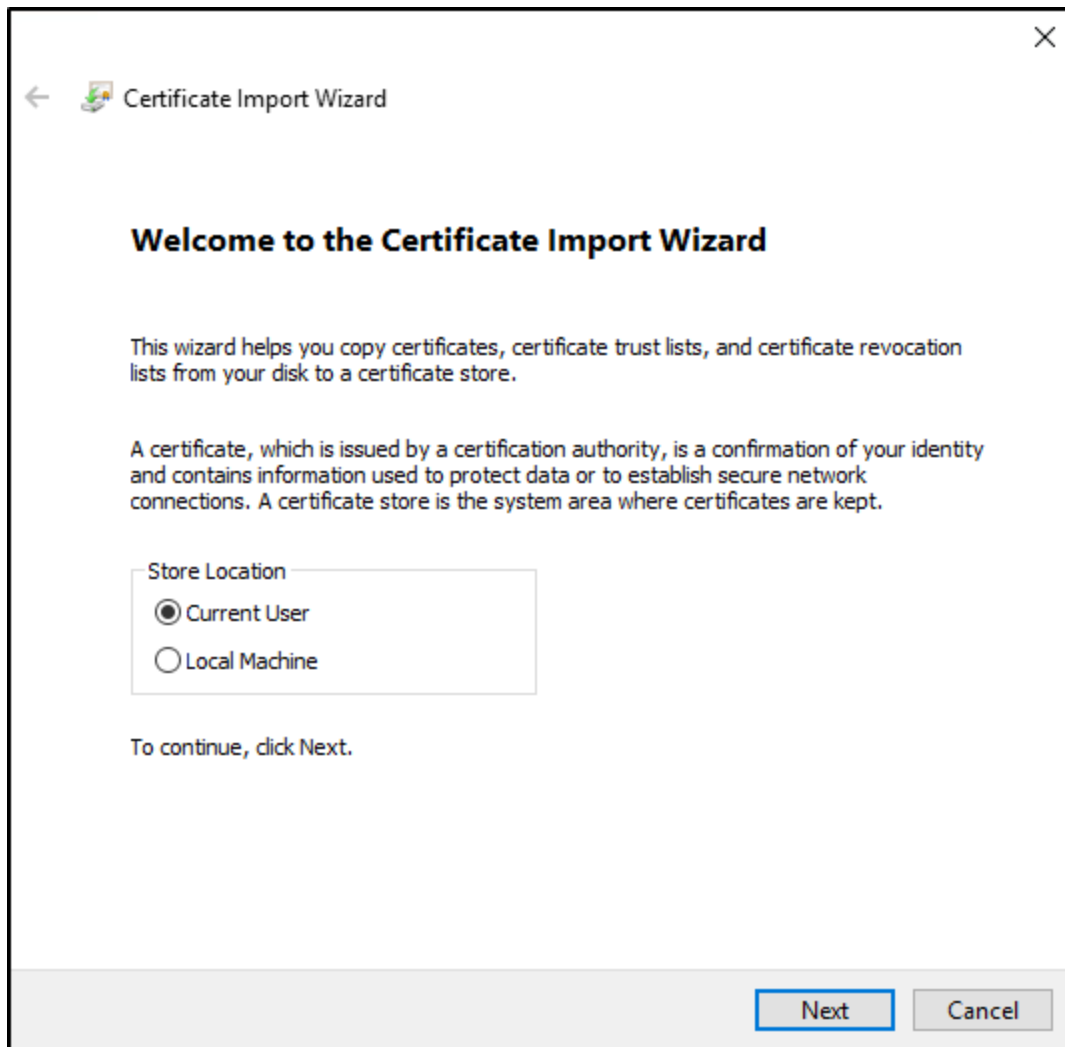 Certificate Import Wizard
Welcome to the Certificate Import Wizard
This wizard helps you copy certificates, certificate trust lists, and certificate revocation
lists from your disk to a certificate store.
A certificate, which is issued by a certification authority, is a confirmation of your identity
and contains information used to protect data or to establish secure network
connections. A certificate store is the system area where certificates are kept.
Store Location
Current User
Local Machine
To continue, click Next.
Next Cancel